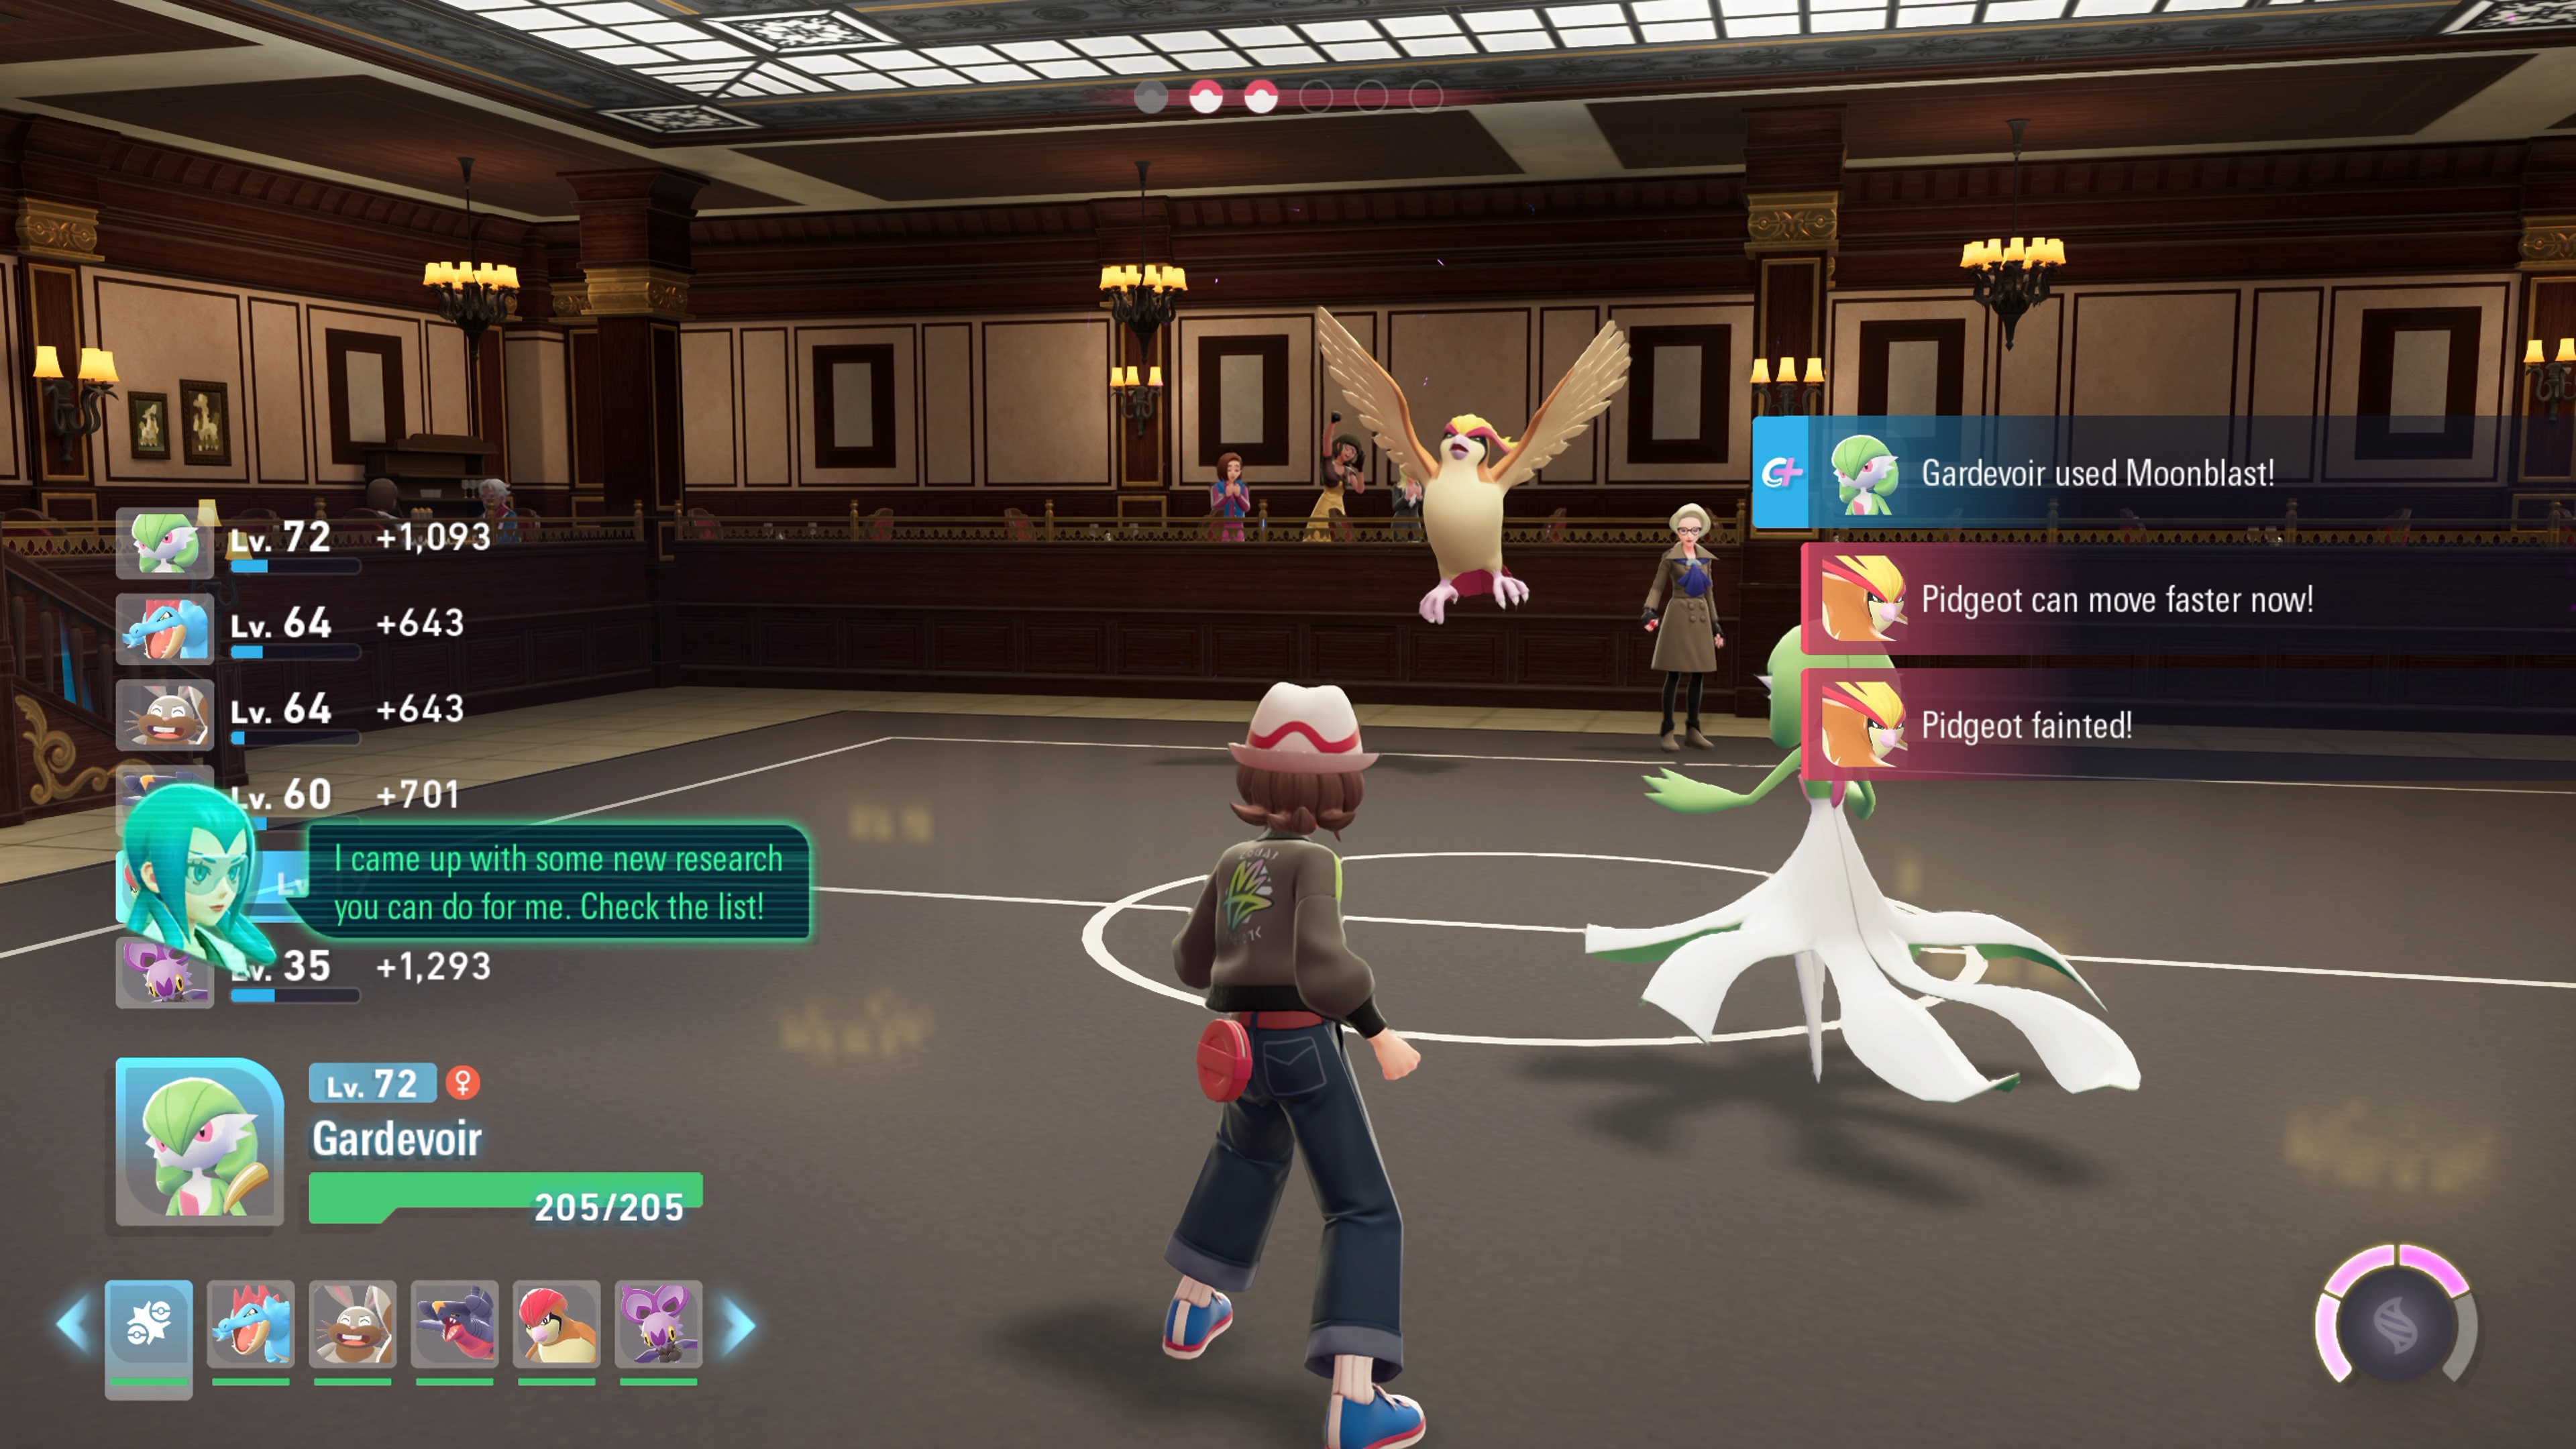 Gardevoir used Moonblast!
Pidgeot can move faster now!
Pidgeot fainted!
Lv. 72 +1,093
Lv. 64 +643
Lv. 64 +643
Lv. 60 +701
I came up with some new research
you can do for me. Check the list!
Lv
Lv. 35 +1,293
Lv. 72
Gardevoir
205/205